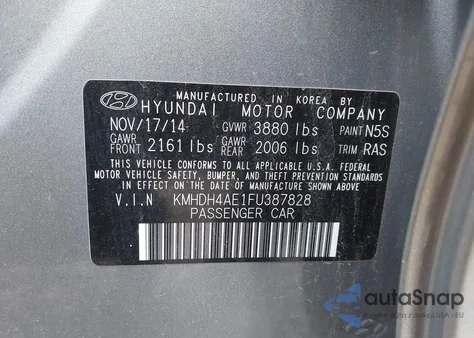 MANUFACTURED IN KOREA BY
HYUNDAI MOTOR COMPANY
NOV/17/14 GVWR 3880 lbs PAINT N5S
GAWR FRONT 2161 lbs GAWR REAR 2006 lbs TRIM RAS
THIS VEHICLE CONFORMS TO ALL APPLICABLE U.S.A. FEDERAL
MOTOR VEHICLE SAFETY, BUMPER, AND THEFT PREVENTION STANDARDS
IN EFFECT ON THE DATE OF MANUFACTURE SHOWN ABOVE.
V.I.N KMHDH4AE1FU387828
PASSENGER CAR
autoSnap